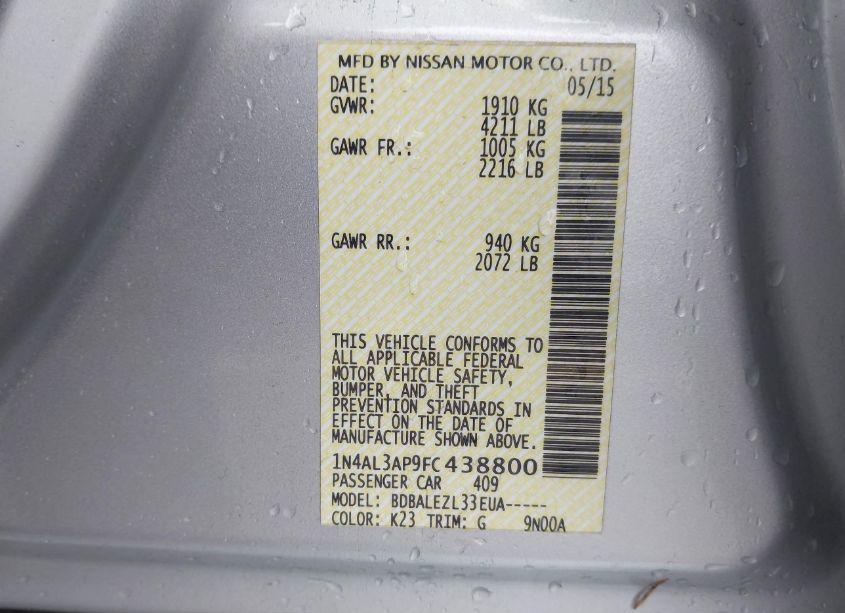 MFD BY NISSAN MOTOR CO., LTD.
DATE: 05/15
GVWR: 1910 KG
4211 LB
GAWR FR.: 1005 KG
2216 LB
GAWR RR.: 940 KG
2072 LB
THIS VEHICLE CONFORMS TO
ALL APPLICABLE FEDERAL
MOTOR VEHICLE SAFETY,
BUMPER, AND THEFT
PREVENTION STANDARDS IN
EFFECT ON THE DATE OF
MANUFACTURE SHOWN ABOVE.
1N4AL3AP9FC438800
PASSENGER CAR 409
MODEL: BDBALEZL33EUA-----
COLOR: K23 TRIM: G 9N00A